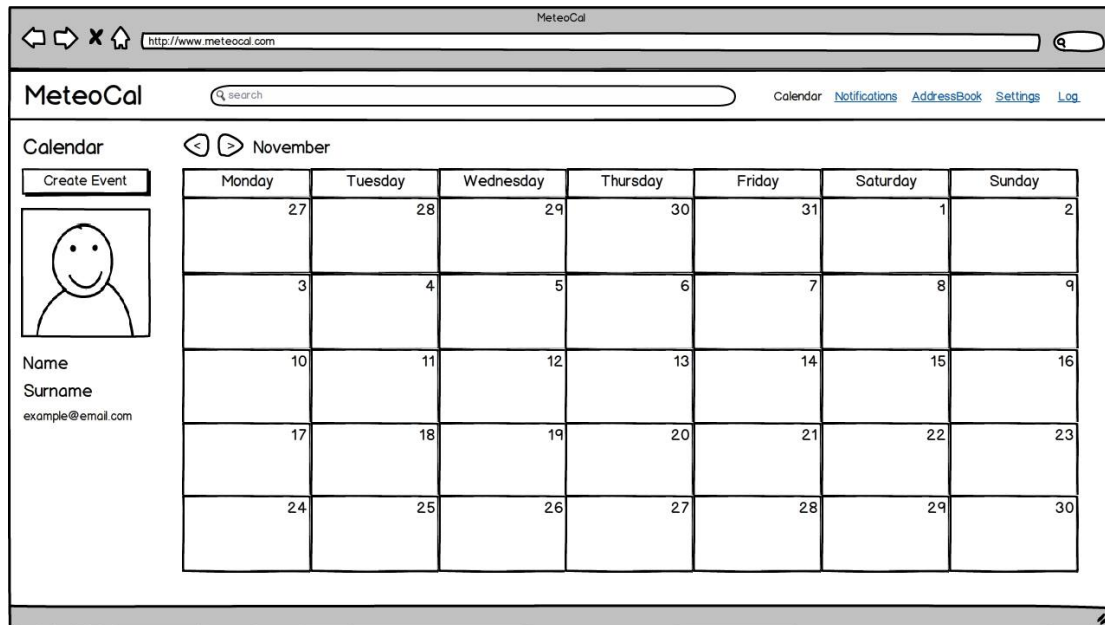 MeteoCal
http://www.meteocal.com
MeteoCal search Calendar Notifications AddressBook Settings Log
Calendar < > November
Create Event
Monday Tuesday Wednesday Thursday Friday Saturday Sunday
27 28 29 30 31 1 2
3 4 5 6 7 8 9
Name
Surname
example@email.com
10 11 12 13 14 15 16
17 18 19 20 21 22 23
24 25 26 27 28 29 30